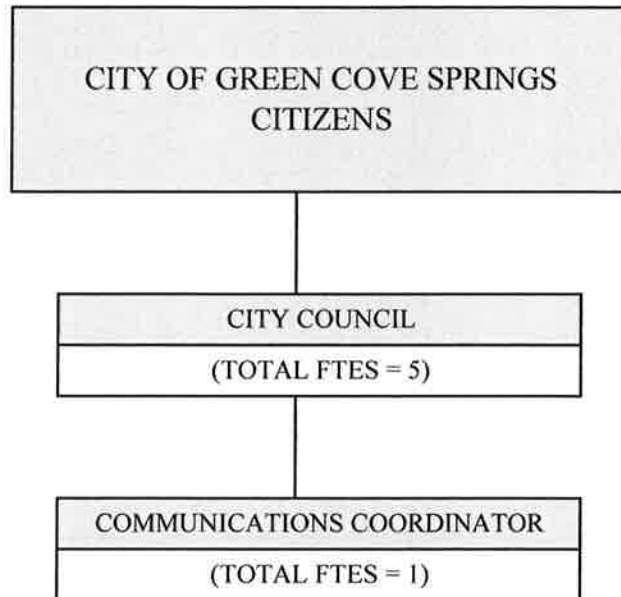 CITY OF GREEN COVE SPRINGS
CITIZENS
CITY COUNCIL
(TOTAL FTES = 5)
COMMUNICATIONS COORDINATOR
(TOTAL FTES = 1)